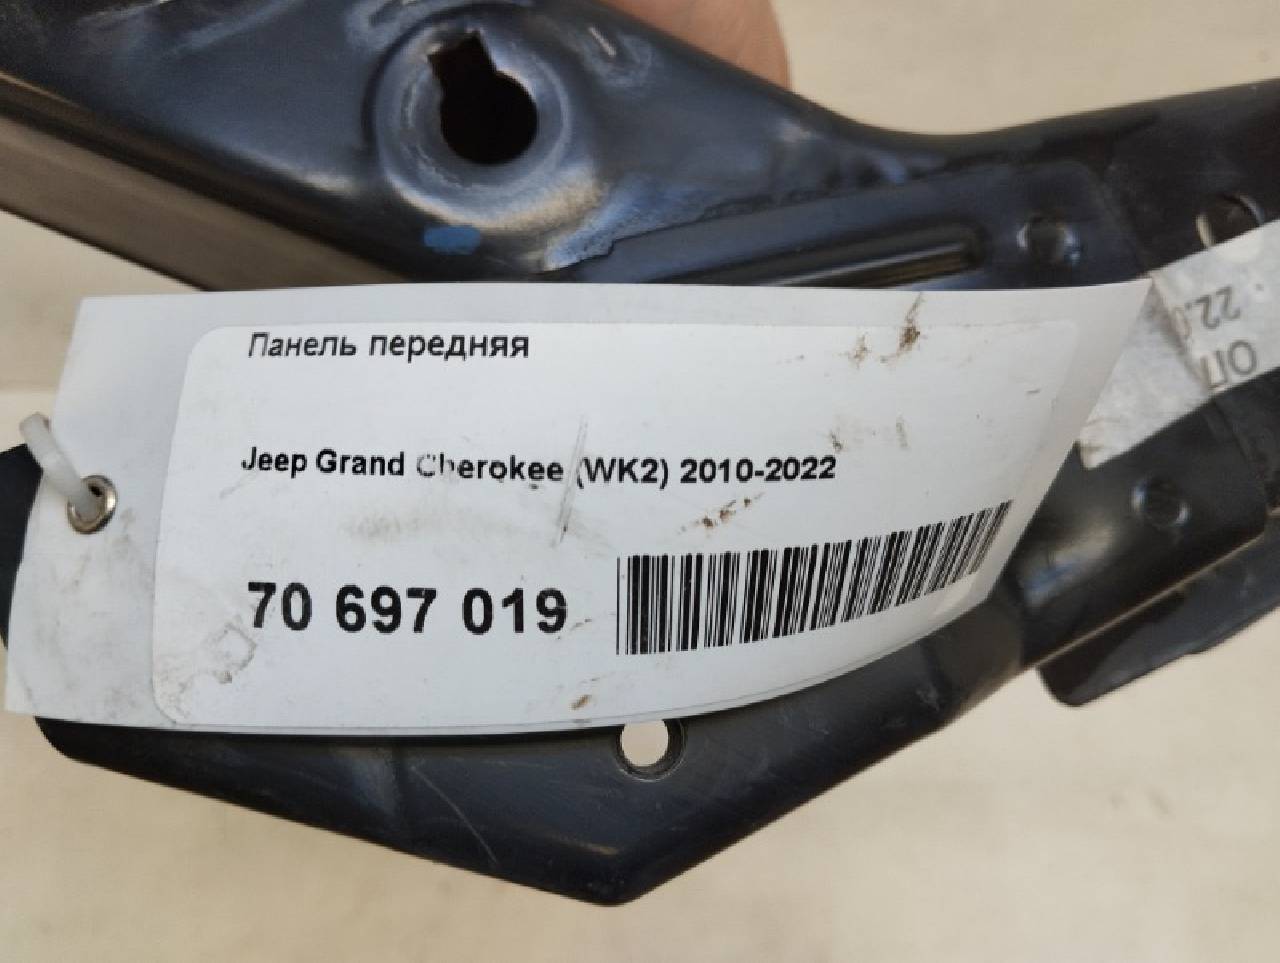 Панель передняя
Jeep Grand Cherokee (WK2) 2010-2022
70 697 019